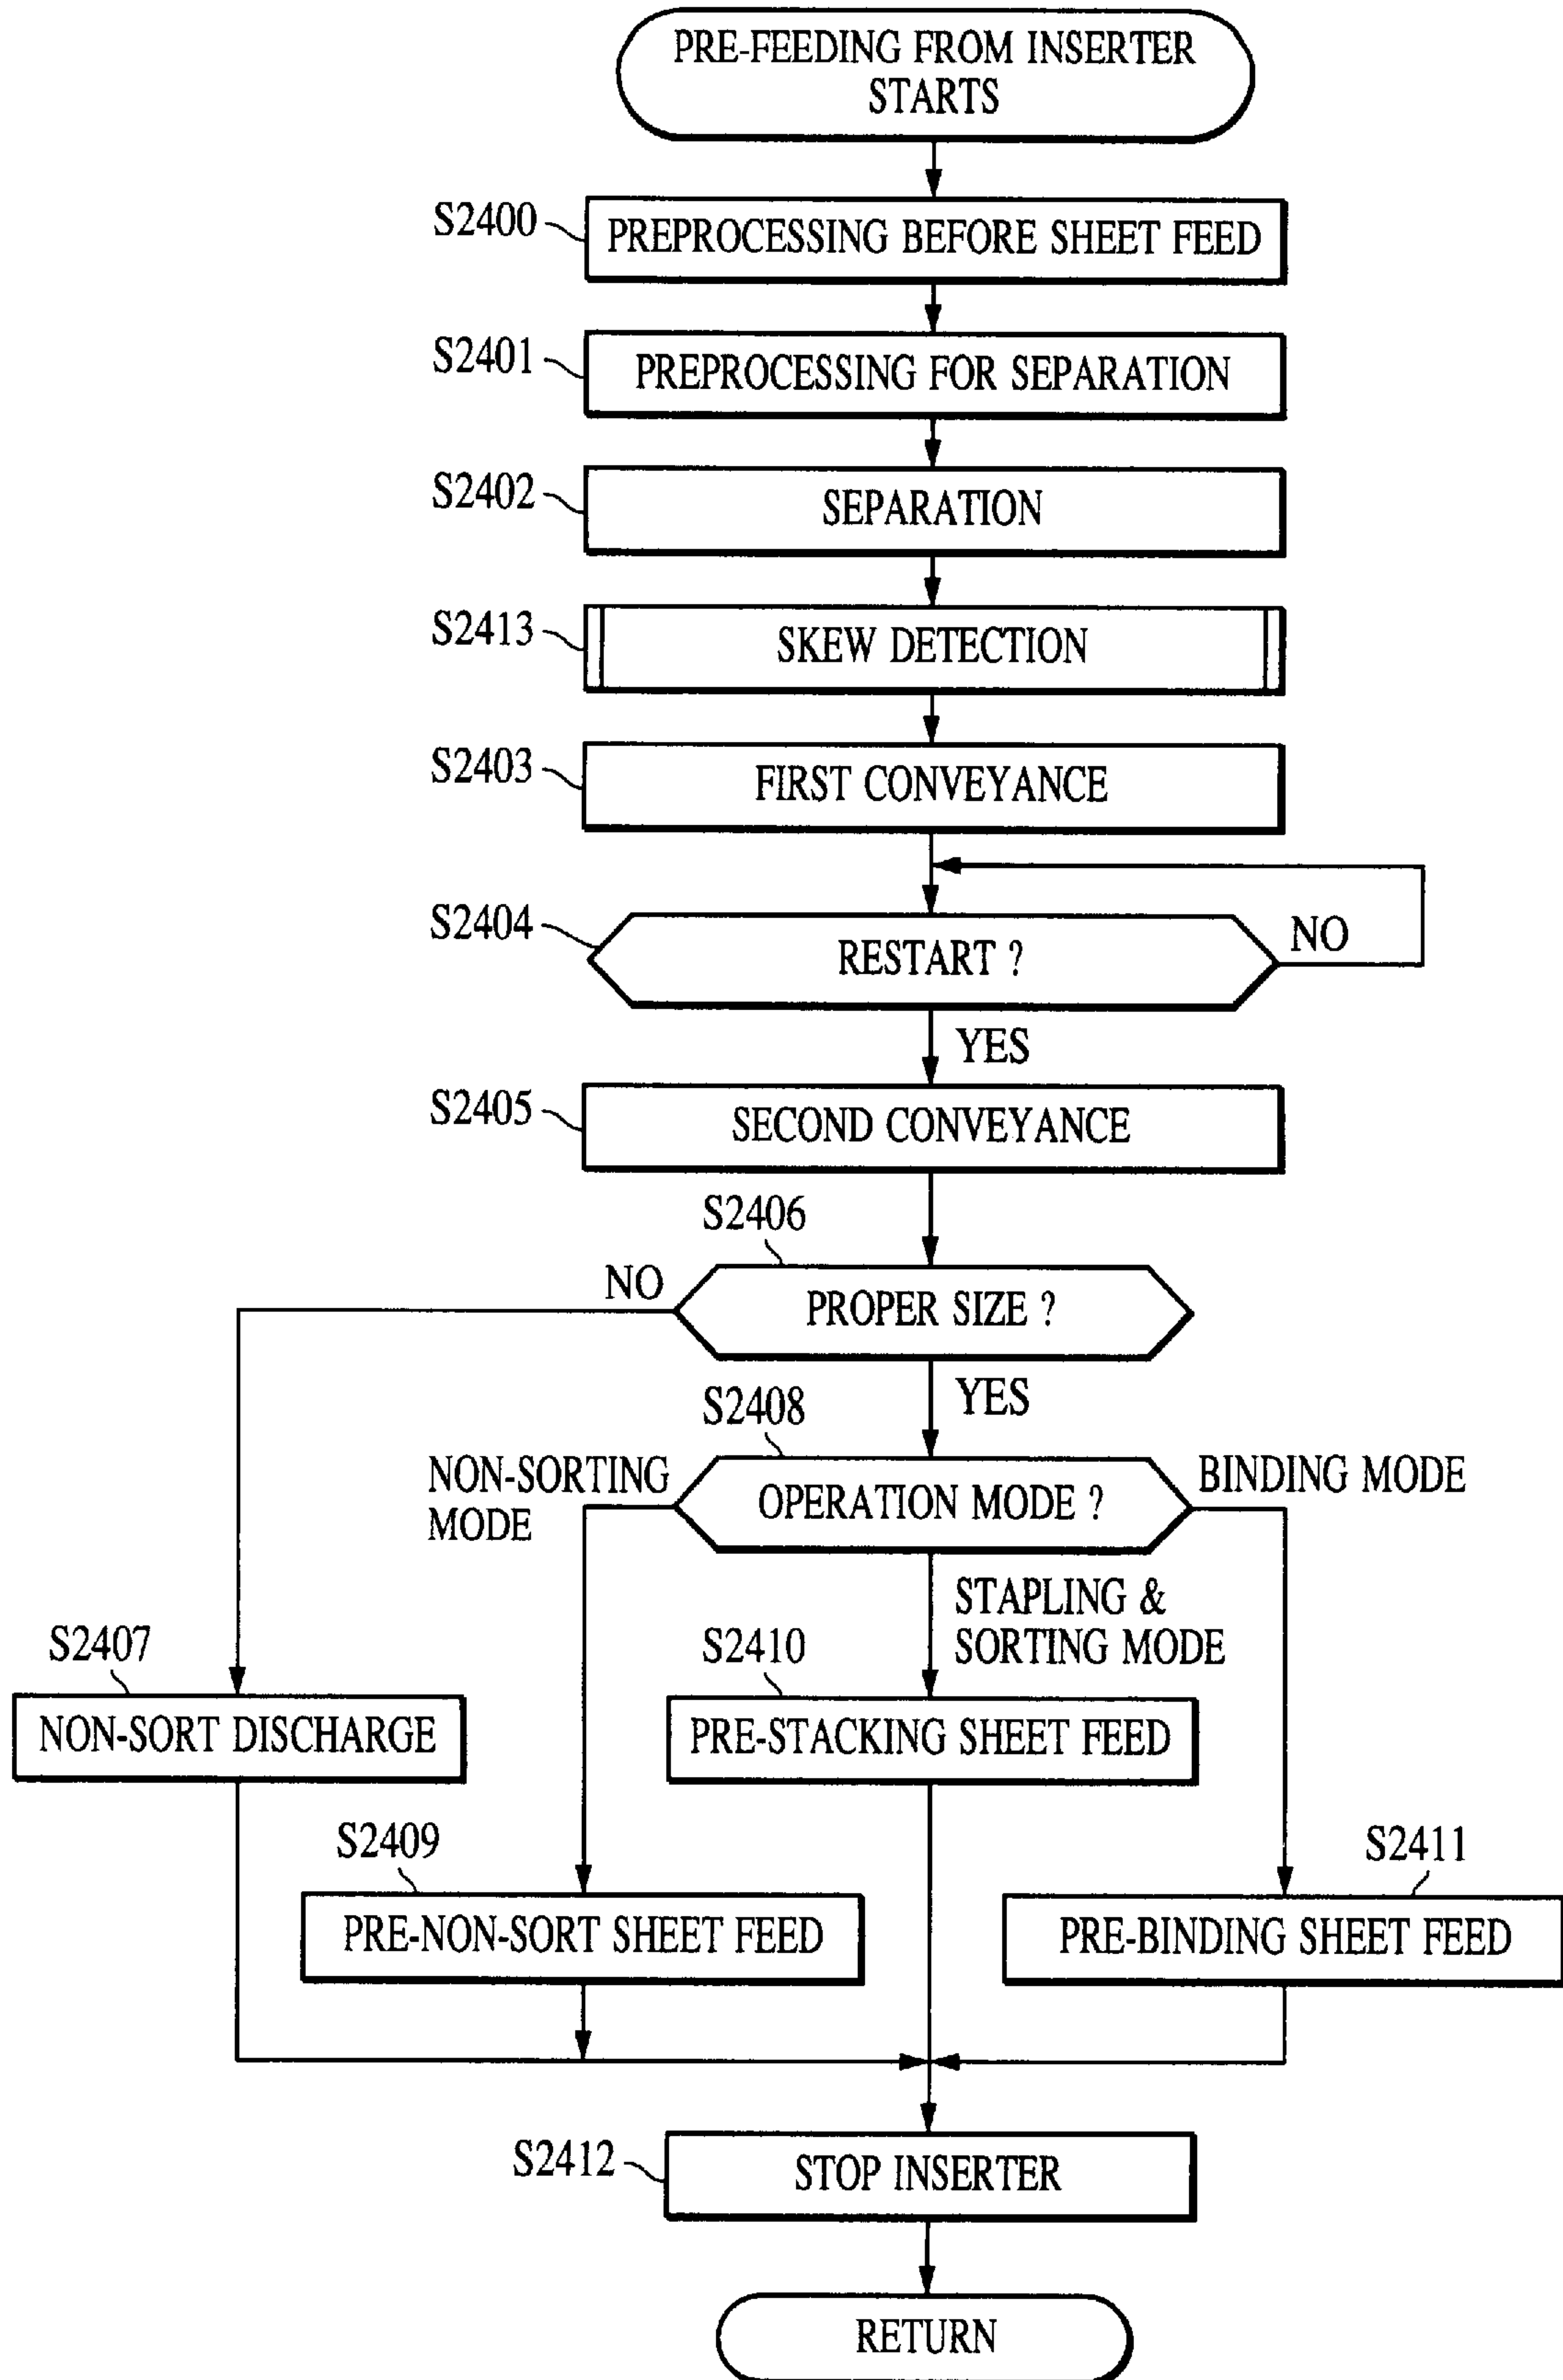 PRE-FEEDING FROM INSERTER
STARTS
S2400
PREPROCESSING BEFORE SHEET FEED
S2401
PREPROCESSING FOR SEPARATION
S2402
SEPARATION
S2413
SKEW DETECTION
S2403
FIRST CONVEYANCE
S2404
RESTART ?
NO
YES
S2405
SECOND CONVEYANCE
S2406
NO
PROPER SIZE ?
YES
S2408
NON-SORTING
MODE
OPERATION MODE ?
BINDING MODE
STAPLING &
SORTING MODE
S2407
NON-SORT DISCHARGE
S2410
PRE-STACKING SHEET FEED
S2409
PRE-NON-SORT SHEET FEED
S2411
PRE-BINDING SHEET FEED
S2412
STOP INSERTER
RETURN